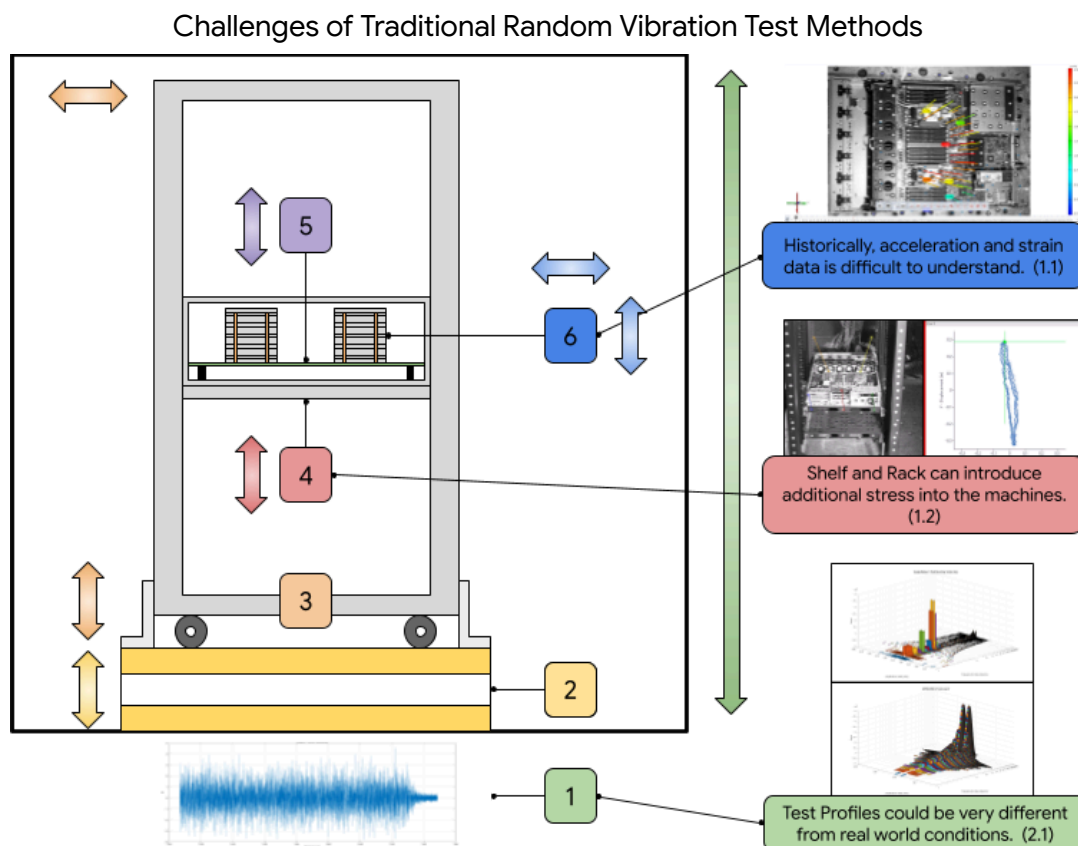 Challenges of Traditional Random Vibration Test Methods
5
6
4
3
2
1
Historically, acceleration and strain
data is difficult to understand. (1.1)
Shelf and Rack can introduce
additional stress into the machines.
(1.2)
Test Profiles could be very different
from real world conditions. (2.1)